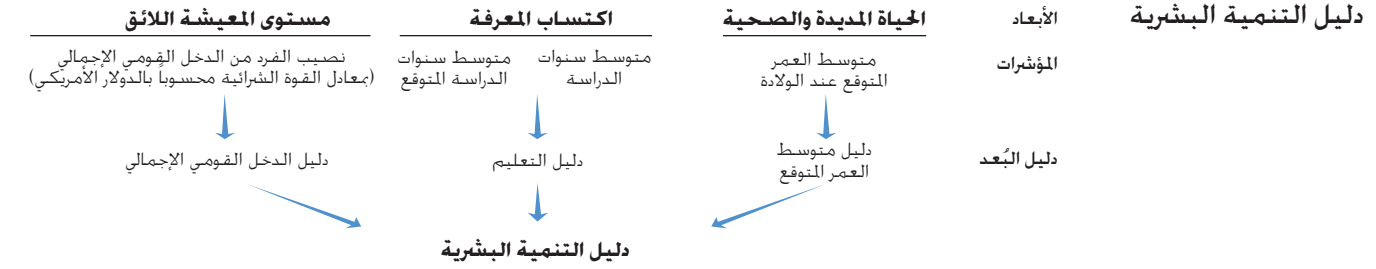 دليل التنمية البشرية
الأبعاد
الحياة المديدة والصحية
اكتساب المعرفة
مستوى المعيشة اللائق
المؤشرات
متوسط العمر
المتوقع عند الولادة
متوسط سنوات
الدراسة
متوسط سنوات
الدراسة المتوقع
نصيب الفرد من الدخل القومي الإجمالي
(بمعادل القوة الشرائية محسوباً بالدولار الأمريكي)
دليل البُعد
دليل متوسط
العمر المتوقع
دليل التعليم
دليل الدخل القومي الإجمالي
دليل التنمية البشرية